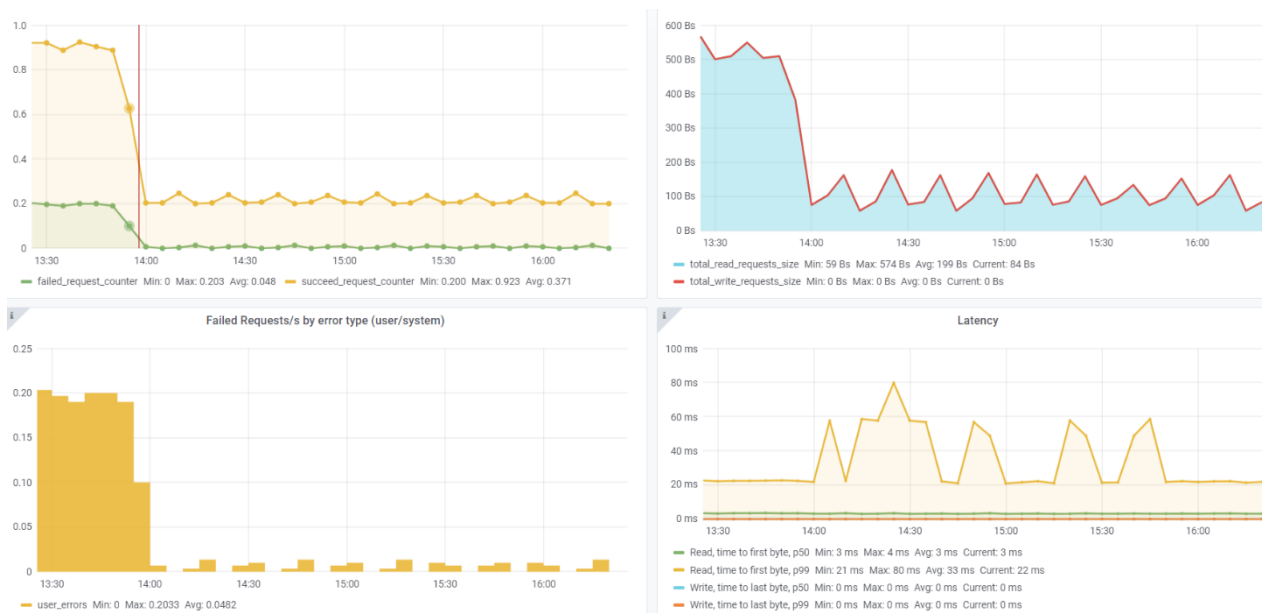 1.0
0.8
0.6
0.4
0.2
0
13:30 14:00 14:30 15:00 15:30 16:00
failed_request_counter Min: 0 Max: 0.203 Avg: 0.048 succeed_request_counter Min: 0.200 Max: 0.923 Avg: 0.371
600 Bs
500 Bs
400 Bs
300 Bs
200 Bs
100 Bs
0 Bs
13:30 14:00 14:30 15:00 15:30 16:00
total_read_requests_size Min: 59 Bs Max: 574 Bs Avg: 199 Bs Current: 84 Bs
total_write_requests_size Min: 0 Bs Max: 0 Bs Avg: 0 Bs Current: 0 Bs
i
Failed Requests/s by error type (user/system)
0.25
0.20
0.15
0.10
0.05
0
13:30 14:00 14:30 15:00 15:30 16:00
user_errors Min: 0 Max: 0.2033 Avg: 0.0482
i
Latency
100 ms
80 ms
60 ms
40 ms
20 ms
0 ms
13:30 14:00 14:30 15:00 15:30 16:00
Read, time to first byte, p50 Min: 3 ms Max: 4 ms Avg: 3 ms Current: 3 ms
Read, time to first byte, p99 Min: 21 ms Max: 80 ms Avg: 33 ms Current: 22 ms
Write, time to last byte, p50 Min: 0 ms Max: 0 ms Avg: 0 ms Current: 0 ms
Write, time to last byte, p99 Min: 0 ms Max: 0 ms Avg: 0 ms Current: 0 ms